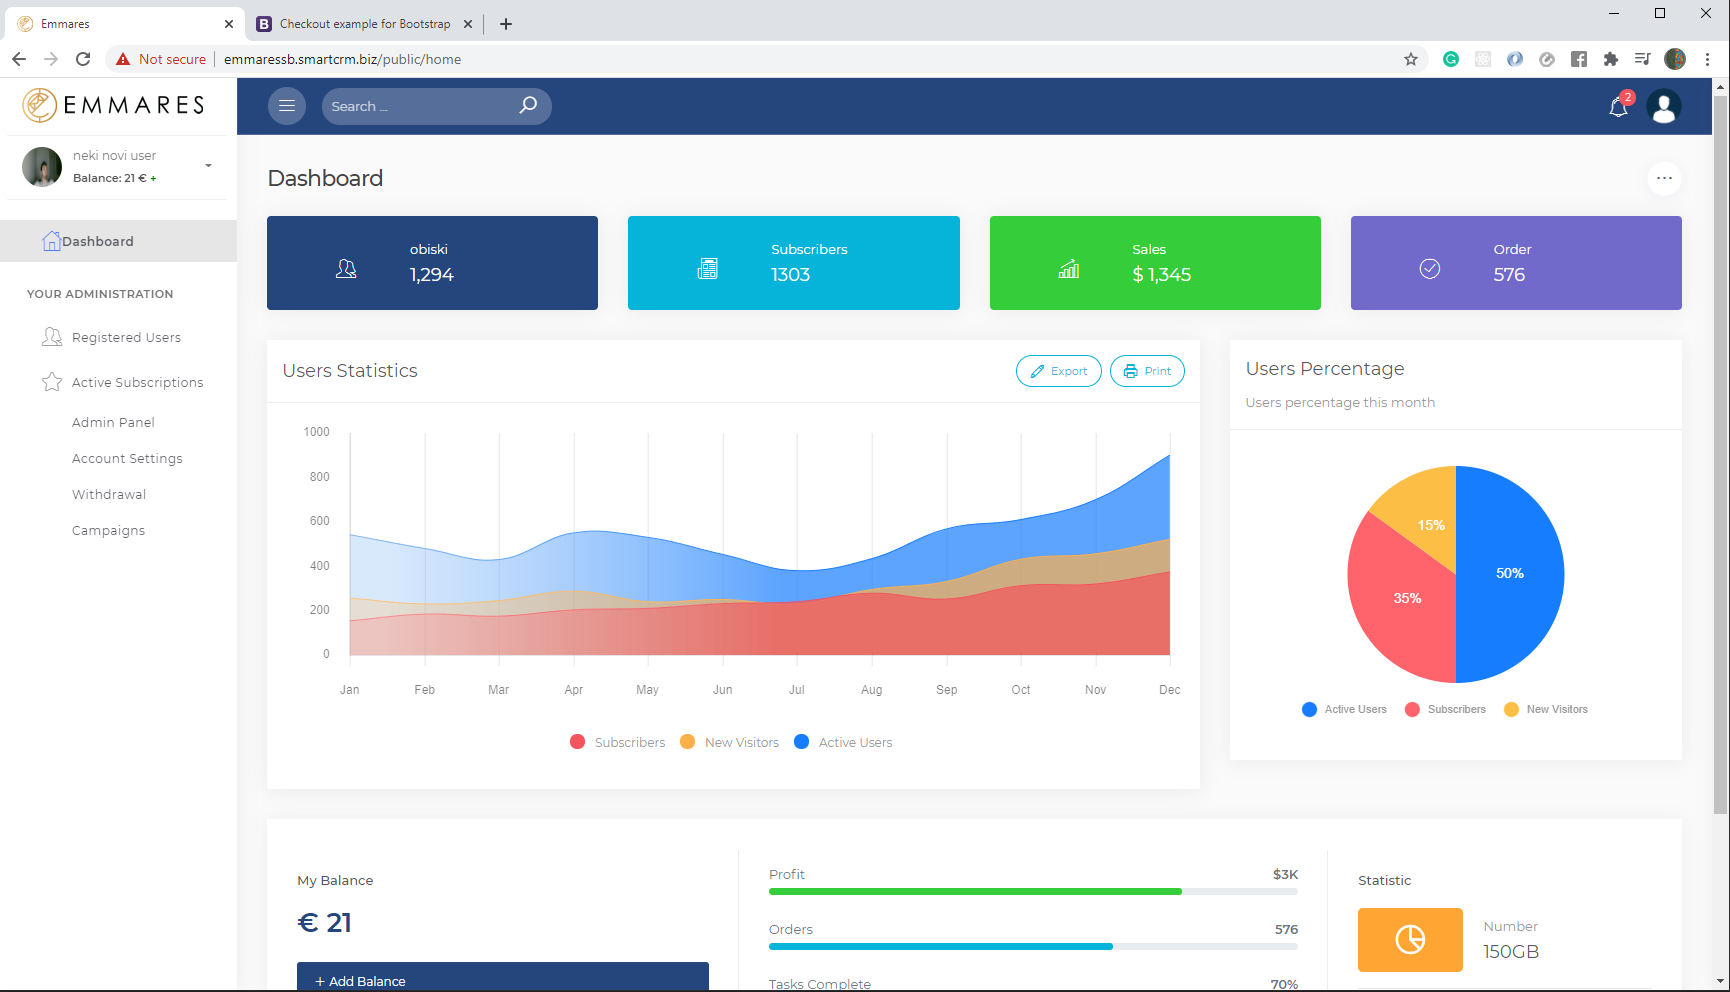 Emmares
Checkout example for Bootstrap
Not secure
emmaressb.smartcrm.biz/public/home
EMMARES
Search ...
2
neki novi user
Balance: 21 € +
Dashboard
YOUR ADMINISTRATION
Registered Users
Active Subscriptions
Admin Panel
Account Settings
Withdrawal
Campaigns
Dashboard
obiski
1,294
Subscribers
1303
Sales
$ 1,345
Order
576
Users Statistics
Export
Print
1000
800
600
400
200
0
Jan Feb Mar Apr May Jun Jul Aug Sep Oct Nov Dec
Subscribers New Visitors Active Users
Users Percentage
Users percentage this month
15%
50%
35%
Active Users Subscribers New Visitors
My Balance
€ 21
+ Add Balance
Profit $3K
Orders 576
Tasks Complete 70%
Statistic
Number
150GB